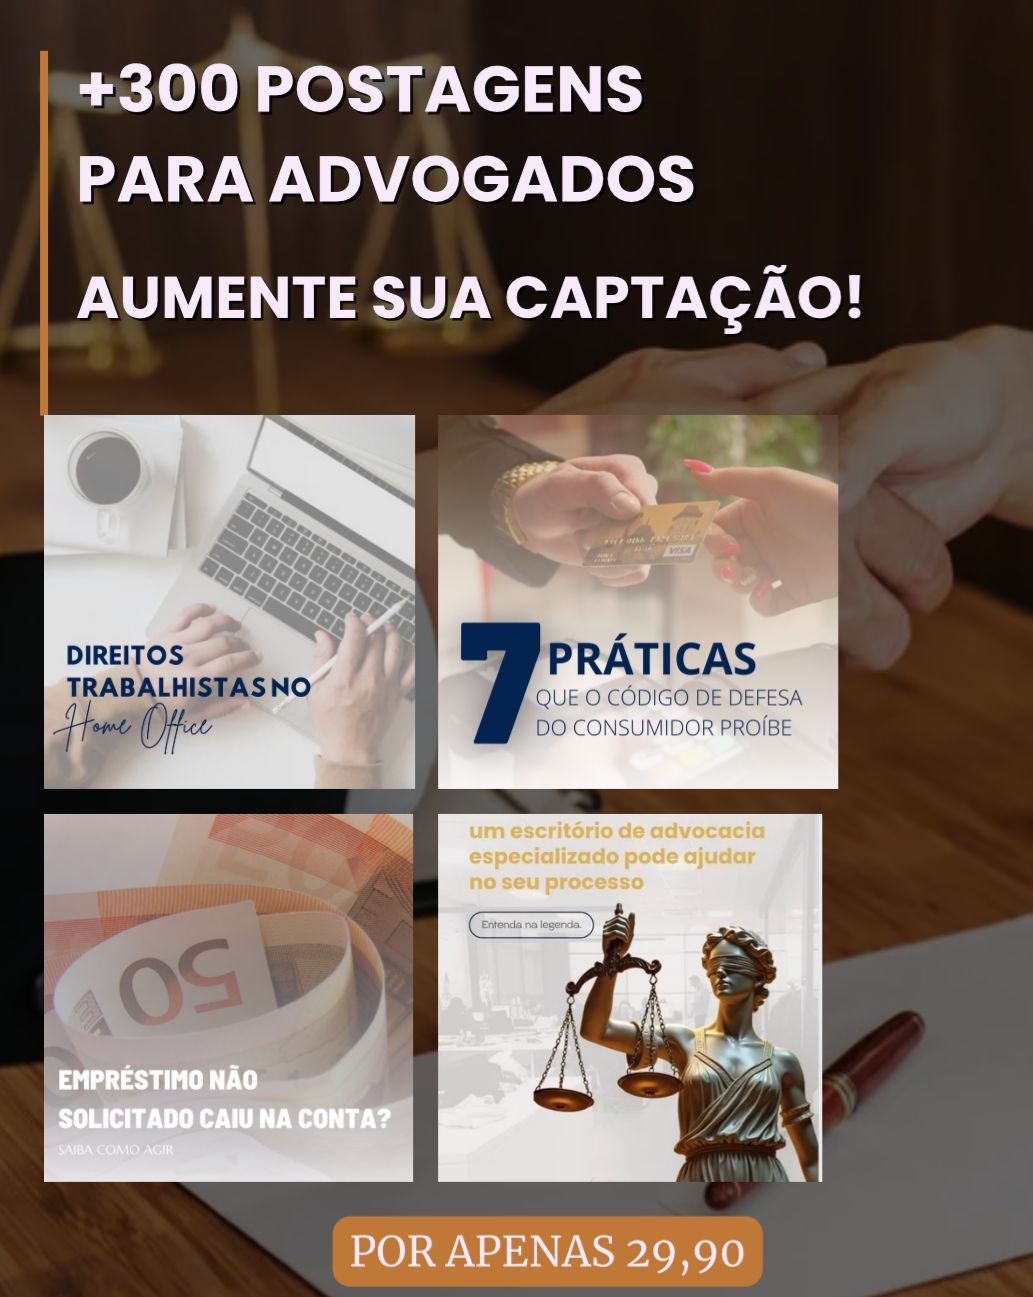 +300 POSTAGENS
PARA ADVOGADOS
AUMENTE SUA CAPTAÇÃO!
DIREITOS
TRABALHISTAS NO
Home Office
VISA
7 PRÁTICAS
QUE O CÓDIGO DE DEFESA
DO CONSUMIDOR PROÍBE
50
EMPRÉSTIMO NÃO
SOLICITADO CAIU NA CONTA?
SAIBA COMO AGIR
um escritório de advocacia
especializado pode ajudar
no seu processo
Entenda na legenda.
POR APENAS 29,90